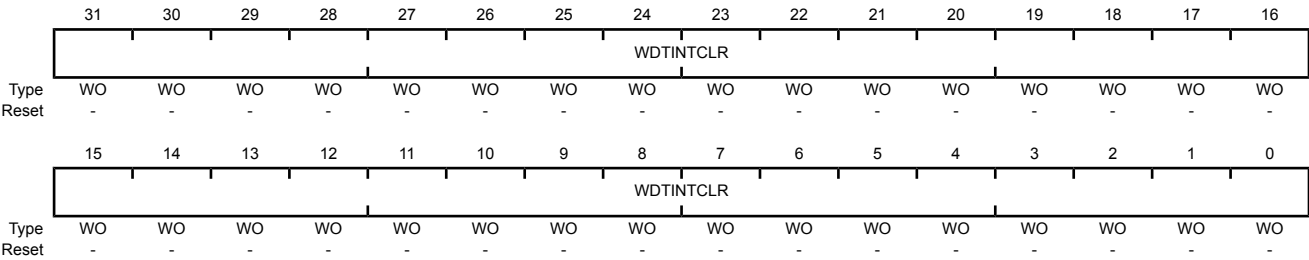 31 30 29 28 27 26 25 24 23 22 21 20 19 18 17 16
WDTINTCLR
Type WO WO WO WO WO WO WO WO WO WO WO WO WO WO WO WO
Reset - - - - - - - - - - - - - - - -
15 14 13 12 11 10 9 8 7 6 5 4 3 2 1 0
WDTINTCLR
Type WO WO WO WO WO WO WO WO WO WO WO WO WO WO WO WO
Reset - - - - - - - - - - - - - - - -